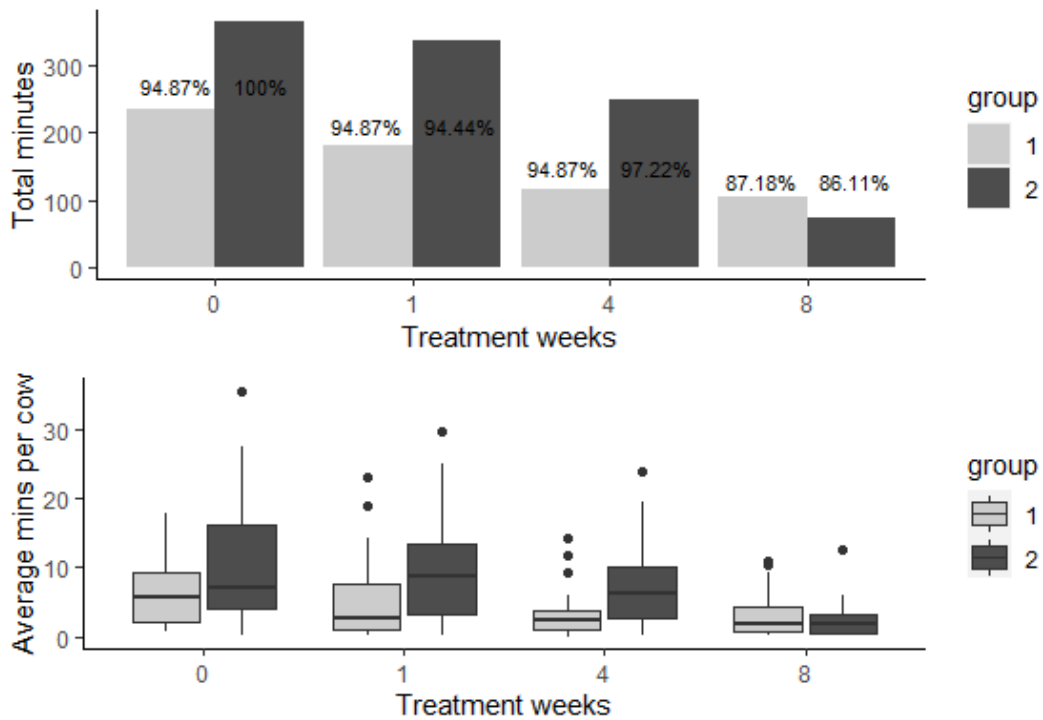 Total minutes
300
200
100
0
94.87% 100%
94.87% 94.44%
94.87% 97.22%
87.18% 86.11%
0 1 4 8
Treatment weeks
group
1
2
Average mins per cow
30
20
10
0
0 1 4 8
Treatment weeks
group
1
2